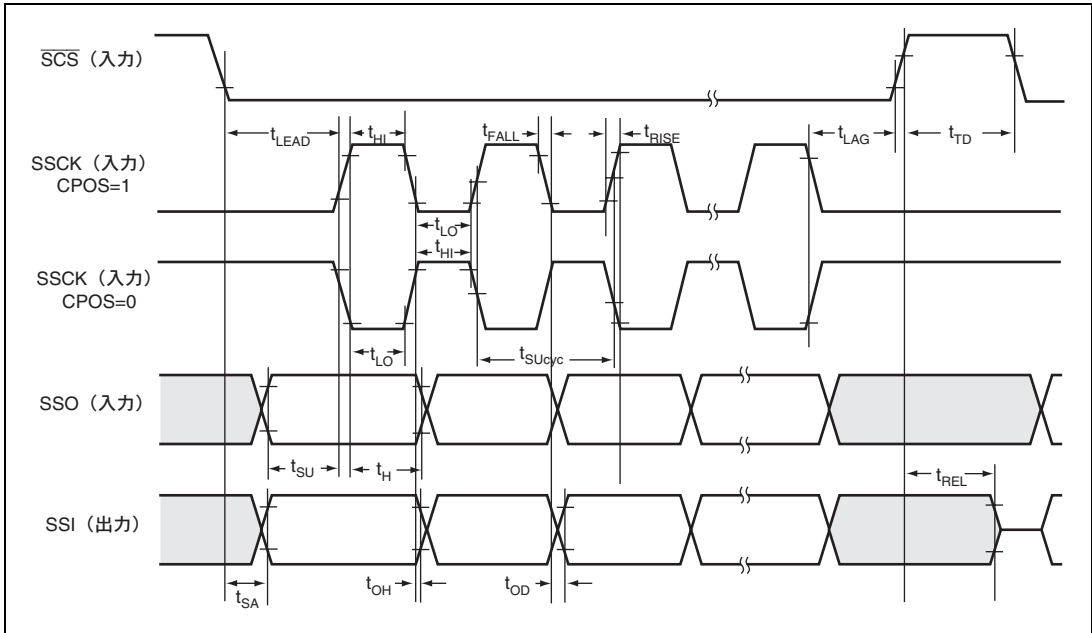 SCS（入力）
tLEAD
tHI
tFALL
tRISE
tLAG
tTD
SSCK（入力）
CPOS=1
tLO
tHI
SSCK（入力）
CPOS=0
tLO
tSUcyc
SSO（入力）
tSU
tH
tREL
SSI（出力）
tSA
tOH
tOD